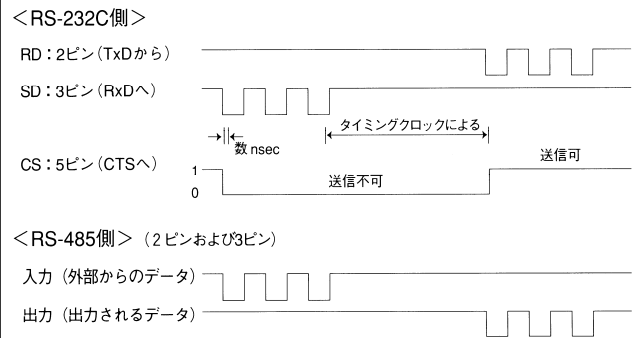 ＜RS-232C側＞
RD：2ピン（TxDから）
SD：3ピン（RxDへ）
タイミングクロックによる
数 nsec
CS：5ピン（CTSへ）
1
0
送信不可
送信可
＜RS-485側＞（２ピンおよび3ピン）
入力（外部からのデータ）
出力（出力されるデータ）